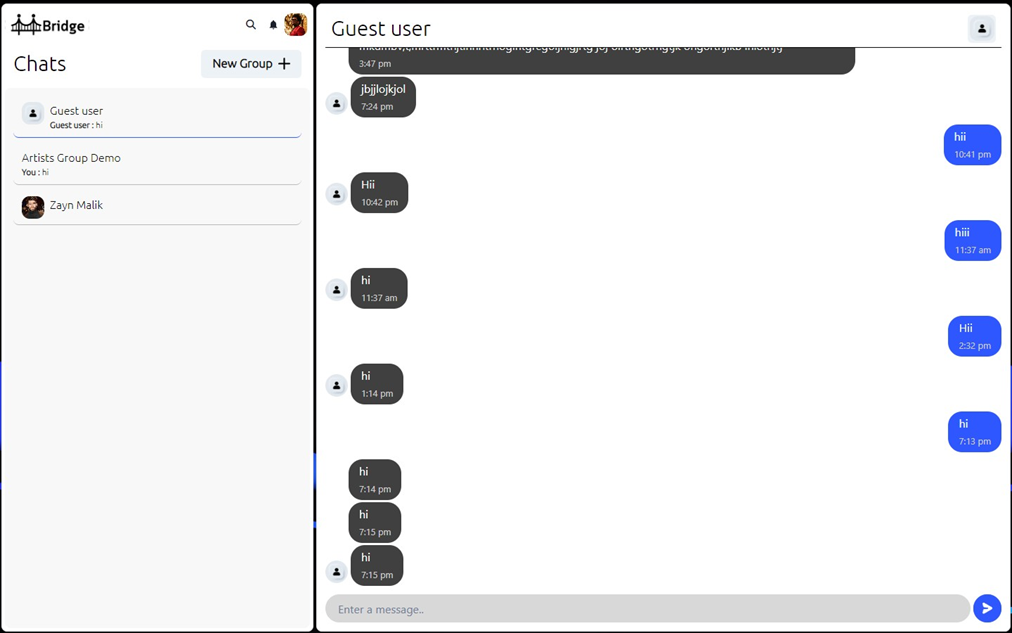 Bridge
Chats
New Group +
Guest user
Guest user : hi
Artists Group Demo
You : hi
Zayn Malik
Guest user
3:47 pm
jbjjlojkjol
7:24 pm
hii
10:41 pm
Hii
10:42 pm
hiii
11:37 am
hi
11:37 am
Hii
2:32 pm
hi
1:14 pm
hi
7:13 pm
hi
7:14 pm
hi
7:15 pm
hi
7:15 pm
Enter a message..